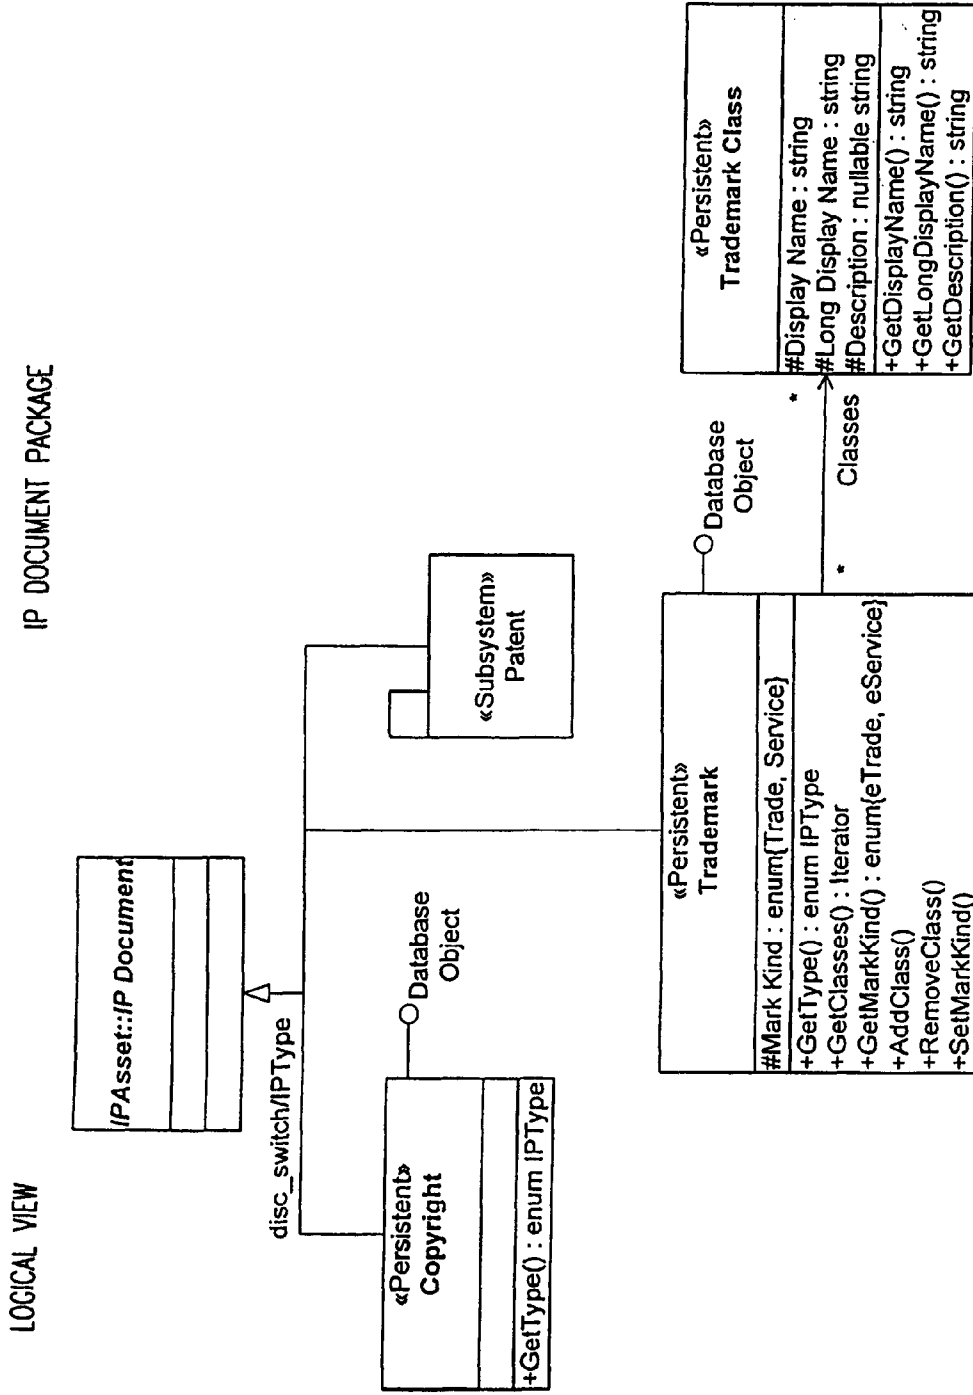 LOGICAL VIEW
IP DOCUMENT PACKAGE
IPAsset::IP Document
disc_switch/IPType
«Persistent»
Copyright
+GetType() : enum IPType
Database
Object
«Subsystem»
Patent
«Persistent»
Trademark
#Mark Kind : enum{Trade, Service}
+GetType() : enum IPType
+GetClasses() : Iterator
+GetMarkKind() : enum{eTrade, eService}
+AddClass()
+RemoveClass()
+SetMarkKind()
Database
Object
*
*
Classes
«Persistent»
Trademark Class
#Display Name : string
#Long Display Name : string
#Description : nullable string
+GetDisplayName() : string
+GetLongDisplayName() : string
+GetDescription() : string